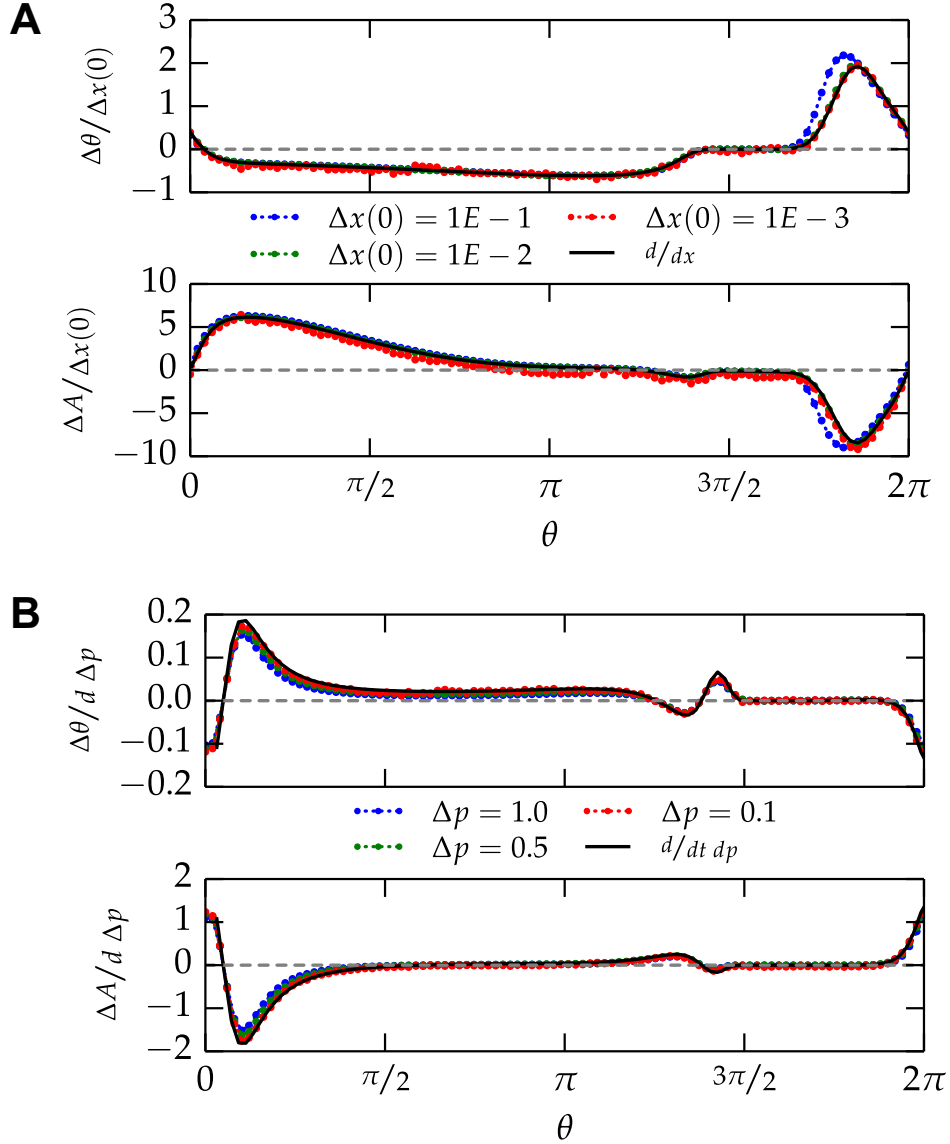 A
3
2
1
0
−1
Δθ/Δx(0)
Δx(0) = 1E − 1 Δx(0) = 1E − 3
Δx(0) = 1E − 2 d/dx
10
5
0
−5
−10
ΔA/Δx(0)
0 π/2 π 3π/2 2π
θ
B
0.2
0.1
0.0
−0.1
−0.2
Δθ/d Δp
Δp = 1.0 Δp = 0.1
Δp = 0.5 d/dt dp
2
1
0
−1
−2
ΔA/d Δp
0 π/2 π 3π/2 2π
θ